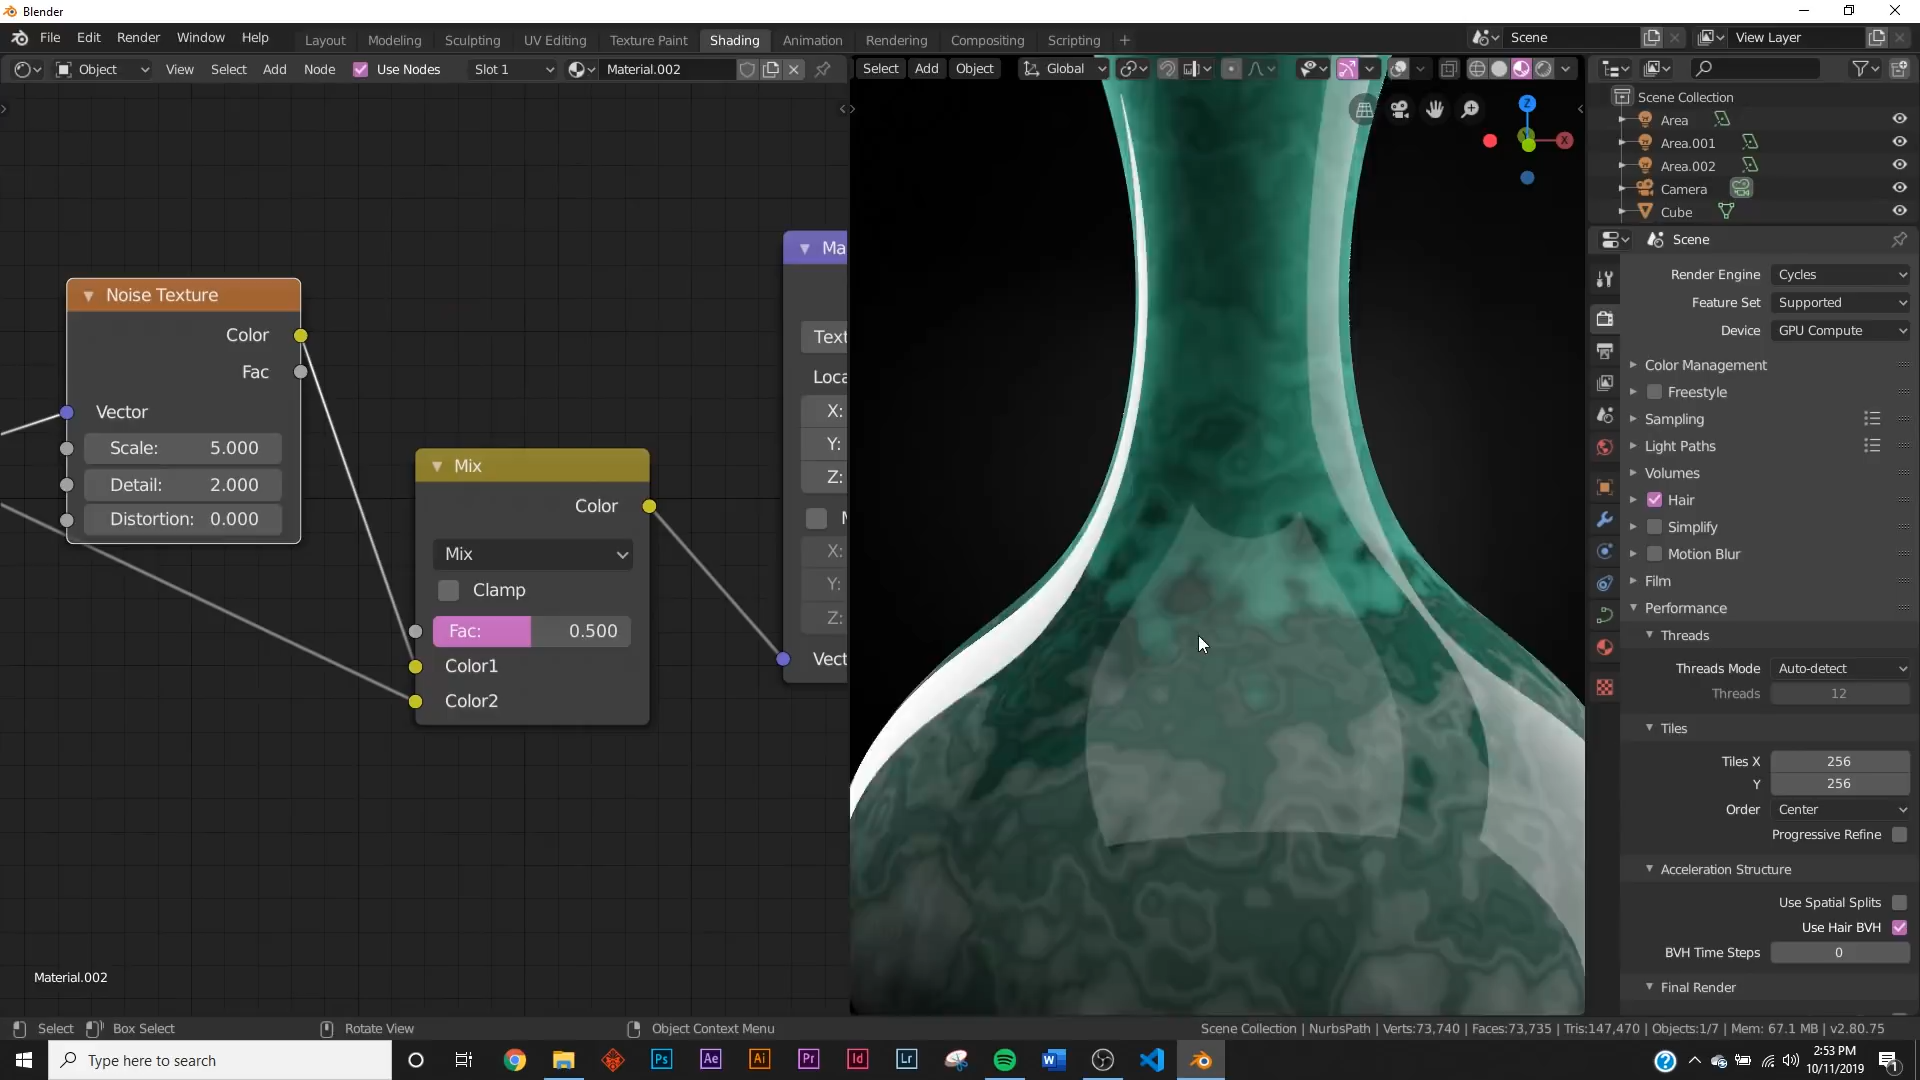 Blender
File Edit Render Window Help Layout Modeling Sculpting UV Editing Texture Paint Shading Animation Rendering Compositing Scripting + Scene View Layer
Object View Select Add Node Use Nodes Slot 1 Material.002 Select Add Object Global
Scene Collection
Area
Area.001
Area.002
Camera
Cube
Z
Y
X
Scene
Render Engine Cycles
Feature Set Supported
Device GPU Compute
Color Management
Freestyle
Sampling
Light Paths
Volumes
Hair
Simplify
Motion Blur
Film
Performance
Threads
Threads Mode Auto-detect
Threads 12
Tiles
Tiles X 256
Y 256
Order Center
Progressive Refine
Acceleration Structure
Use Spatial Splits
Use Hair BVH
BVH Time Steps 0
Final Render
Noise Texture
Color
Fac
Vector
Scale: 5.000
Detail: 2.000
Distortion: 0.000
Mix
Color
Mix
Clamp
Fac: 0.500
Color1
Color2
Ma
Text
Loca
X:
Y:
Z:
X:
Y:
Z:
Vect
Material.002
Select Box Select Rotate View Object Context Menu Scene Collection | NurbsPath | Verts:73,740 | Faces:73,735 | Tris:147,470 | Objects:1/7 | Mem: 67.1 MB | v2.80.75
Type here to search
Ps Ae Ai Pr Id Lr W
2:53 PM
10/11/2019
1